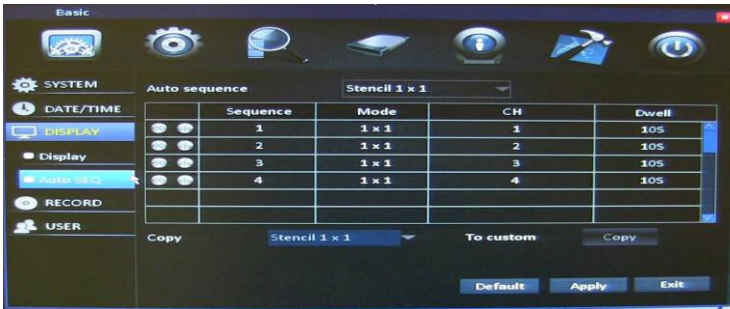 Basic
SYSTEM
DATE/TIME
DISPLAY
Display
Auto SEQ
RECORD
USER
Auto sequence Stencil 1 x 1
Sequence Mode CH Dwell
1 1 x 1 1 10S
2 1 x 1 2 10S
3 1 x 1 3 10S
4 1 x 1 4 10S
Copy Stencil 1 x 1 To custom Copy
Default Apply Exit